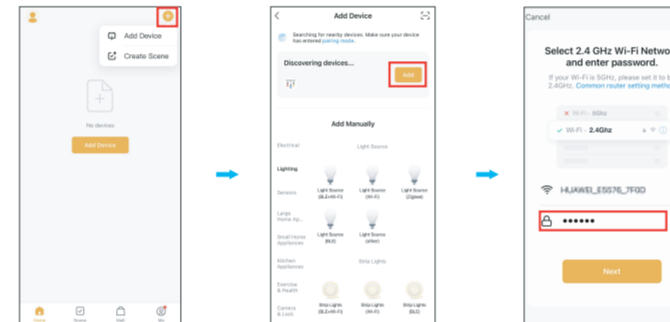 Add Device
Create Scene
No devices
Add Device
Home
Scene
Mall
Me
Add Device
Searching for nearby devices. Make sure your device
has entered pairing mode.
Discovering devices...
Add
Add Manually
Electrical
Lighting
Sensors
Large
Home Ap...
Small Home
Appliances
Kitchen
Appliances
Exercise
& Health
Camera
& Lock
Light Source
Light Source
(BLE+Wi-Fi)
Light Source
(Wi-Fi)
Light Source
(Zigbee)
Light Source
(BLE)
Light Source
(other)
Strip Lights
Strip Lights
(BLE+Wi-Fi)
Strip Lights
(Wi-Fi)
Strip Lights
(BLE)
Cancel
Select 2.4 GHz Wi-Fi Netwo
and enter password.
If your Wi-Fi is 5GHz, please set it to b
2.4GHz. Common router setting metho
Wi-Fi - 5Ghz
Wi-Fi - 2.4Ghz
HUAWEI_E5576_7F0D
••••••
Next